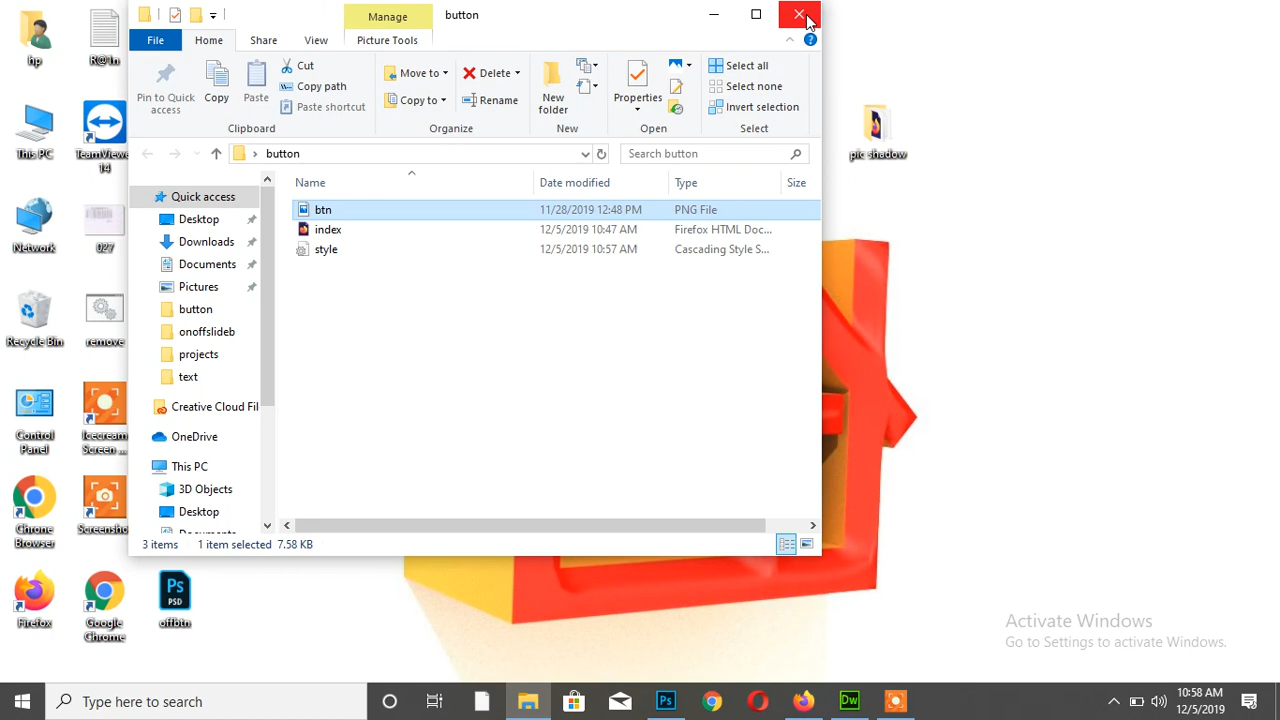 Manage
button
File
Home
Share
View
Picture Tools
Pin to Quick access
Copy
Paste
Cut
Copy path
Paste shortcut
Clipboard
Move to
Copy to
Delete
Rename
Organize
New folder
New
Properties
Open
Select all
Select none
Invert selection
Select
button
Search button
Name
Date modified
Type
Size
btn
11/28/2019 12:48 PM
PNG File
index
12/5/2019 10:47 AM
Firefox HTML Doc...
style
12/5/2019 10:57 AM
Cascading Style S...
Quick access
Desktop
Downloads
Documents
Pictures
button
onoffslideb
projects
text
Creative Cloud Fil
OneDrive
This PC
3D Objects
Desktop
3 items
1 item selected 7.58 KB
hp
This PC
TeamViewer
14
Network
027
Recycle Bin
remove
Control
Panel
Icecream
Screen ...
Chrome
Browser
Screensho
Firefox
Google
Chrome
Ps
PSD
offbtn
pic shadow
Activate Windows
Go to Settings to activate Windows.
Type here to search
Ps
Dw
10:58 AM
12/5/2019